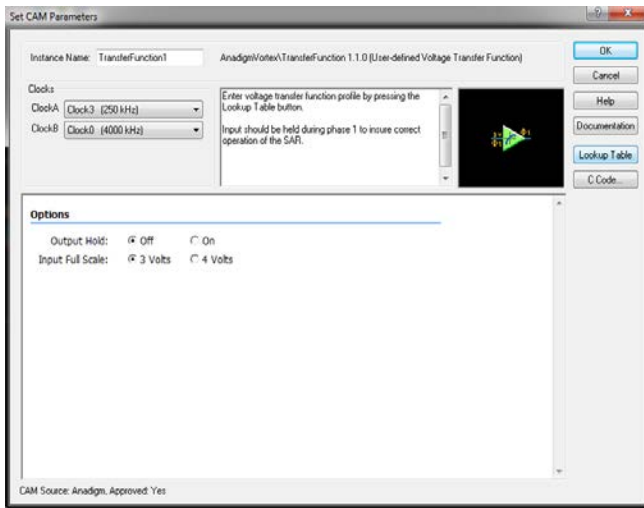 Set CAM Parameters
Instance Name: TransferFunction1
AnadigmVortex\TransferFunction 1.1.0 (User-defined Voltage Transfer Function)
OK
Cancel
Help
Documentation
Lookup Table
C Code...
Clocks
ClockA Clock3 (250 kHz)
ClockB Clock0 (4000 kHz)
Enter voltage transfer function profile by pressing the
Lookup Table button.
Input should be held during phase 1 to insure correct
operation of the SAR.
Options
Output Hold: Off On
Input Full Scale: 3 Volts 4 Volts
CAM Source: Anadigm, Approved: Yes